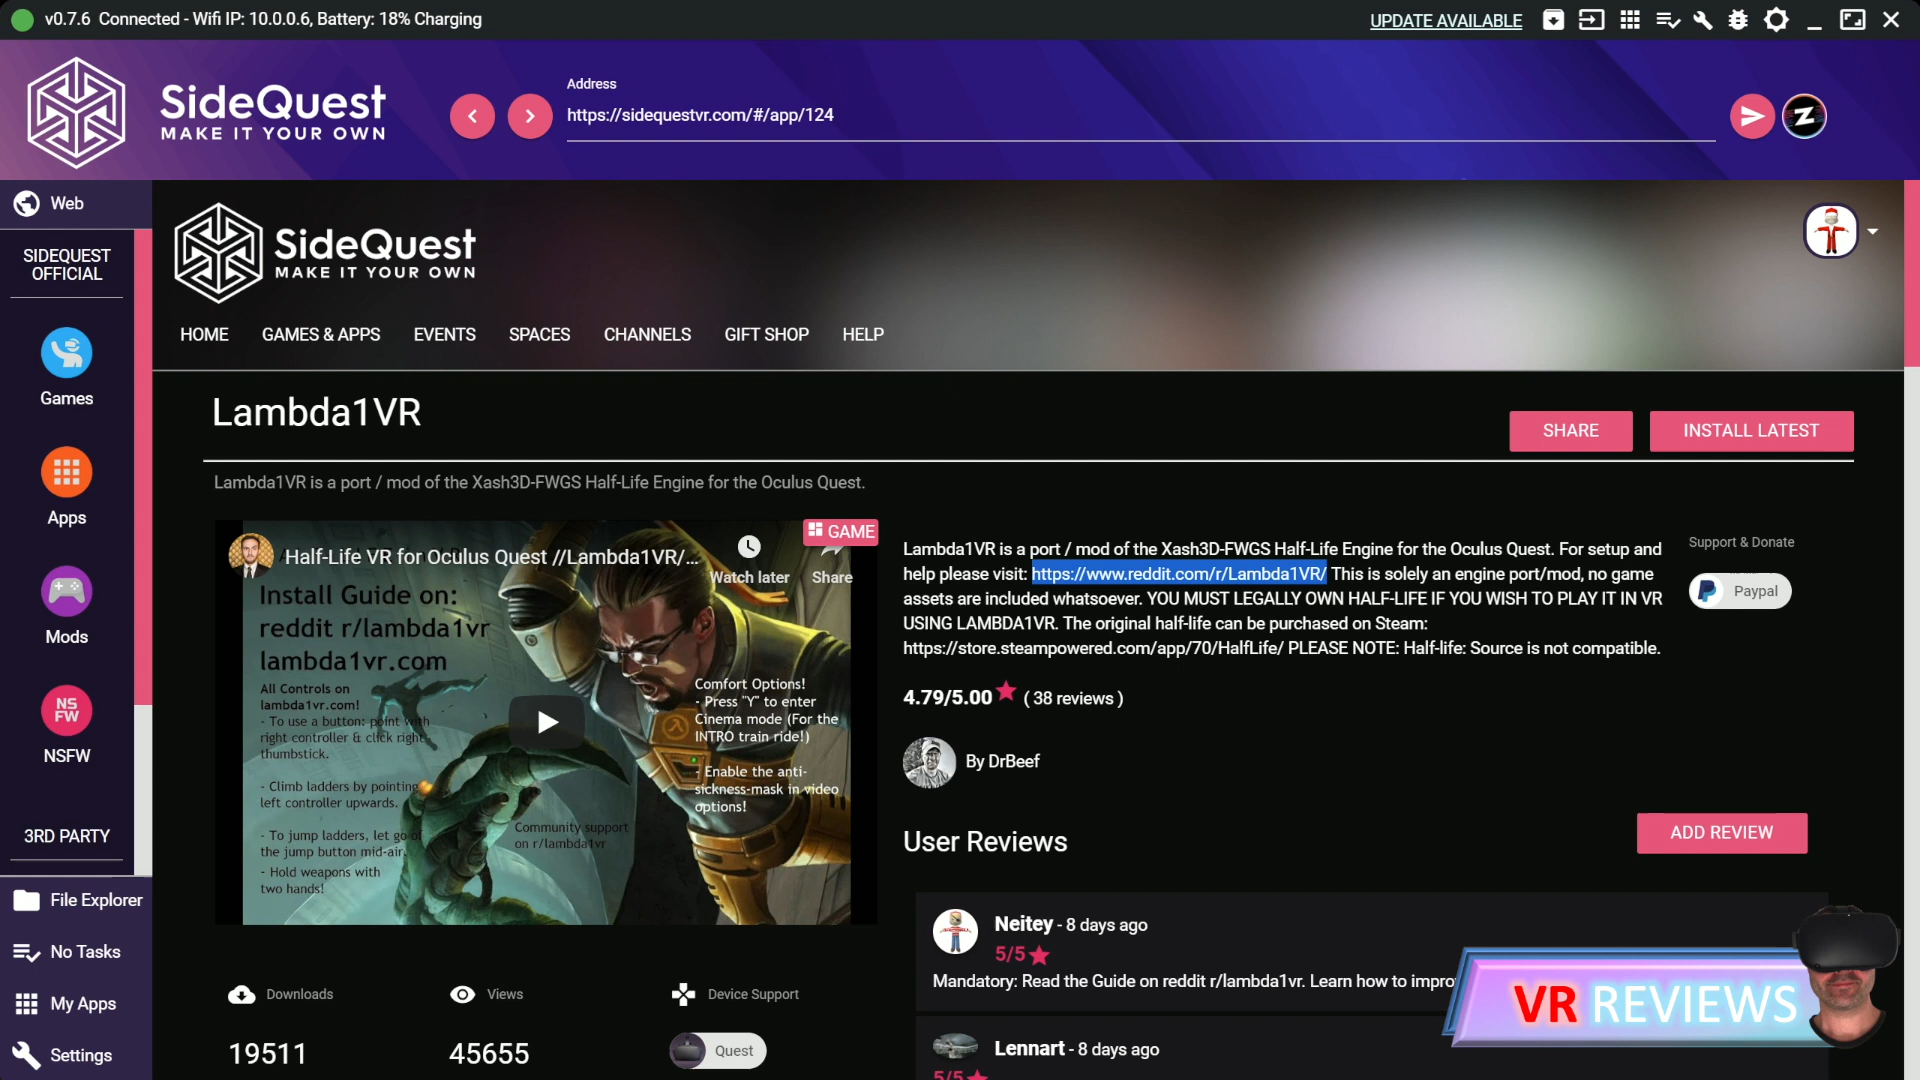 v0.7.6 Connected - Wifi IP: 10.0.0.6, Battery: 18% Charging
UPDATE AVAILABLE
SideQuest
MAKE IT YOUR OWN
Address
https://sidequestvr.com/#/app/124
Z
Web
SIDEQUEST
OFFICIAL
Games
Apps
Mods
NS
FW
NSFW
3RD PARTY
File Explorer
No Tasks
My Apps
Settings
SideQuest
MAKE IT YOUR OWN
HOME GAMES & APPS EVENTS SPACES CHANNELS GIFT SHOP HELP
Lambda1VR
SHARE
INSTALL LATEST
Lambda1VR is a port / mod of the Xash3D-FWGS Half-Life Engine for the Oculus Quest.
GAME
Half-Life VR for Oculus Quest //Lambda1VR/...
Watch later
Share
Install Guide on:
reddit r/lambda1vr
lambda1vr.com
All Controls on
lambda1vr.com!
- To use a button: point with
right controller & click right
thumbstick.
- Climb ladders by pointing
left controller upwards.
- To jump ladders, let go of
the jump button mid-air.
- Hold weapons with
two hands!
Comfort Options!
- Press "Y" to enter
Cinema mode (For the
INTRO train ride!)
- Enable the anti-
sickness-mask in video
options!
Community support
on r/lambda1vr
Lambda1VR is a port / mod of the Xash3D-FWGS Half-Life Engine for the Oculus Quest. For setup and
help please visit: https://www.reddit.com/r/Lambda1VR/ This is solely an engine port/mod, no game
assets are included whatsoever. YOU MUST LEGALLY OWN HALF-LIFE IF YOU WISH TO PLAY IT IN VR
USING LAMBDA1VR. The original half-life can be purchased on Steam:
https://store.steampowered.com/app/70/HalfLife/ PLEASE NOTE: Half-life: Source is not compatible.
Support & Donate
Paypal
4.79/5.00 ( 38 reviews )
By DrBeef
User Reviews
ADD REVIEW
Neitey - 8 days ago
5/5
Mandatory: Read the Guide on reddit r/lambda1vr. Learn how to impro
Lennart - 8 days ago
5/5
Downloads
19511
Views
45655
Device Support
Quest
VR REVIEWS